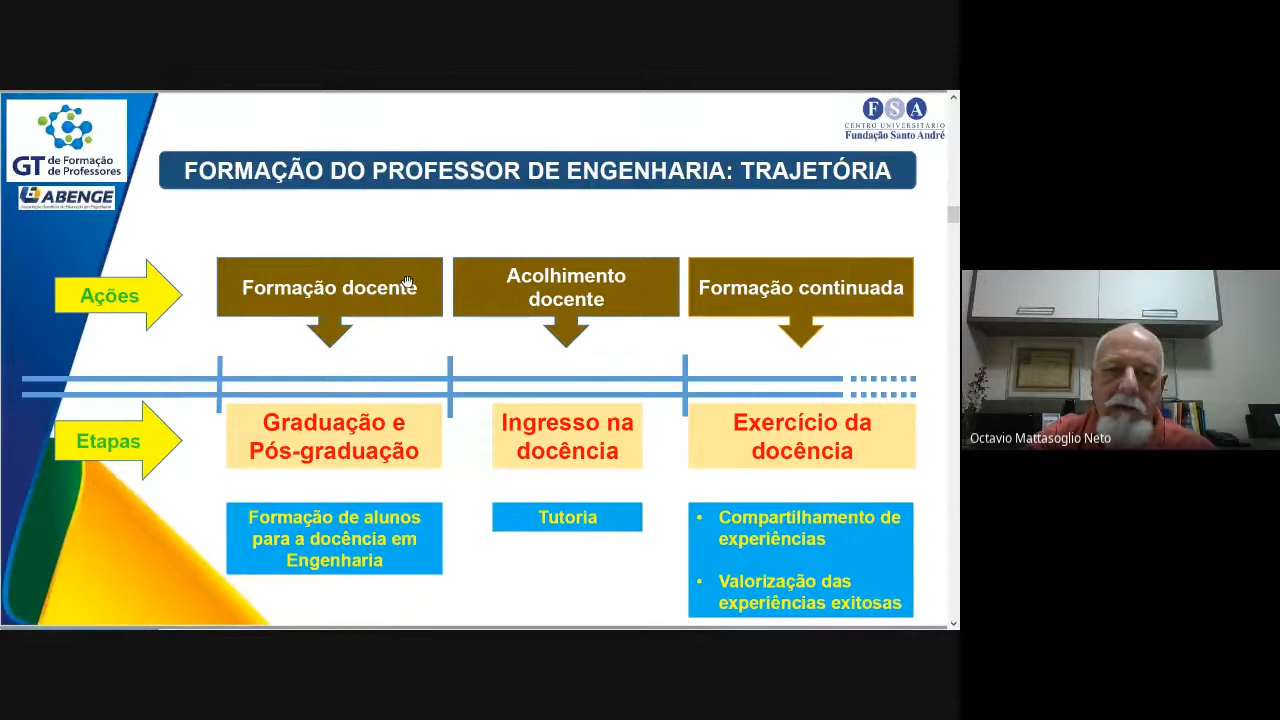 GT de Formação
de Professores
ABENGE
FSA
CENTRO UNIVERSITÁRIO
Fundação Santo André
FORMAÇÃO DO PROFESSOR DE ENGENHARIA: TRAJETÓRIA
Ações
Formação docente
Acolhimento
docente
Formação continuada
Etapas
Graduação e
Pós-graduação
Ingresso na
docência
Exercício da
docência
Formação de alunos
para a docência em
Engenharia
Tutoria
• Compartilhamento de
experiências
• Valorização das
experiências exitosas
Octavio Mattasoglio Neto